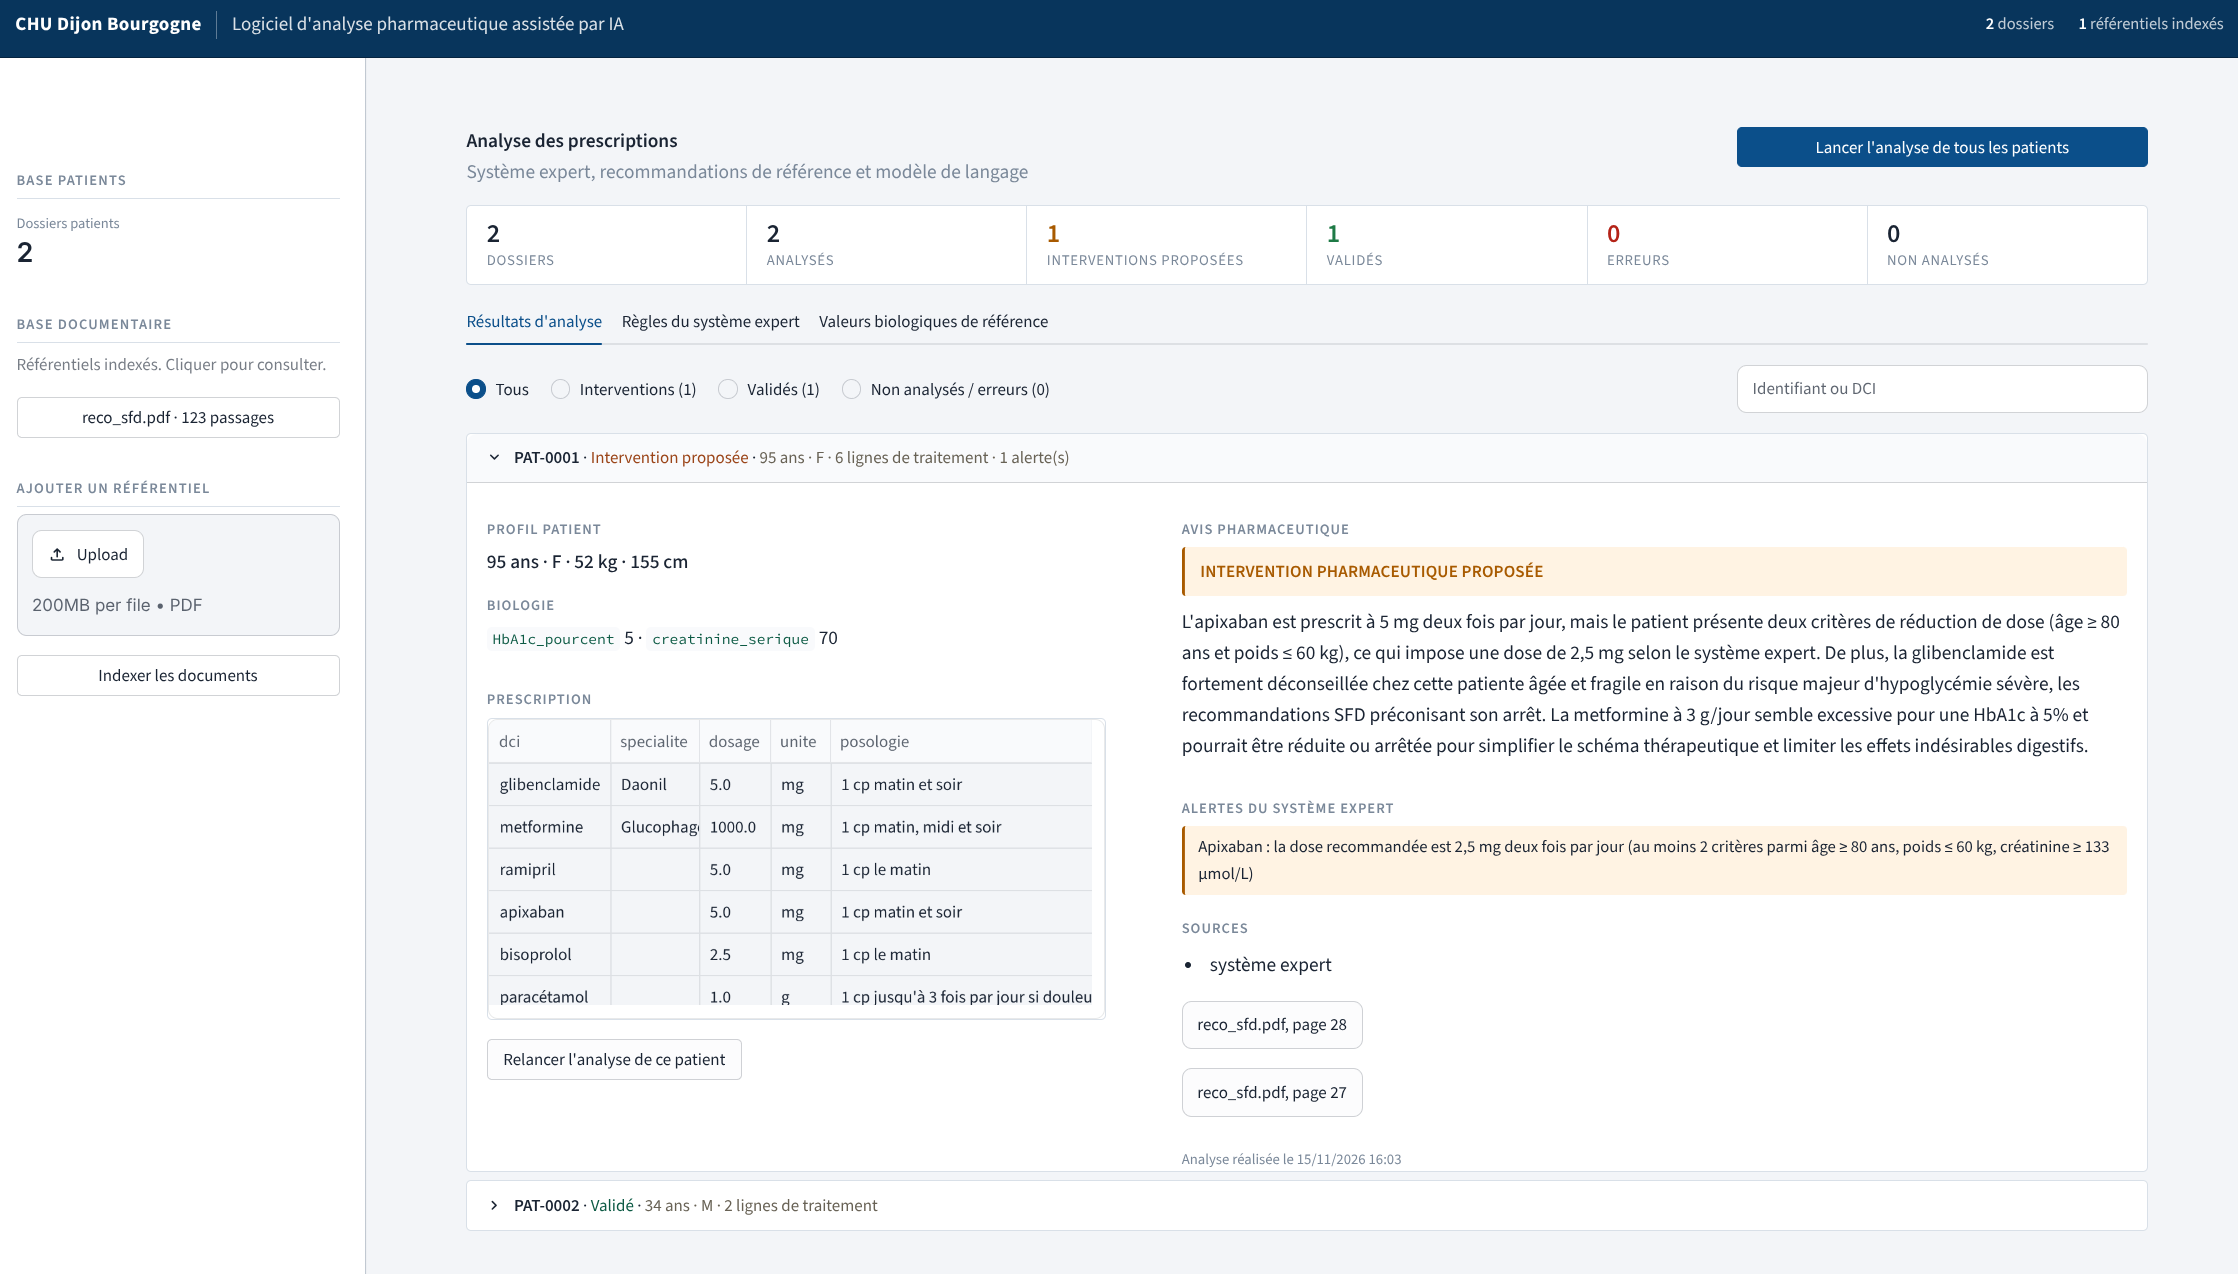 CHU Dijon Bourgogne
Logiciel d'analyse pharmaceutique assistée par IA
2 dossiers
1 référentiels indexés
BASE PATIENTS
Dossiers patients
2
BASE DOCUMENTAIRE
Référentiels indexés. Cliquer pour consulter.
reco_sfd.pdf · 123 passages
AJOUTER UN RÉFÉRENTIEL
Upload
200MB per file • PDF
Indexer les documents
Analyse des prescriptions
Système expert, recommandations de référence et modèle de langage
Lancer l'analyse de tous les patients
2
DOSSIERS
2
ANALYSÉS
1
INTERVENTIONS PROPOSÉES
1
VALIDÉS
0
ERREURS
0
NON ANALYSÉS
Résultats d'analyse
Règles du système expert
Valeurs biologiques de référence
Tous
Interventions (1)
Validés (1)
Non analysés / erreurs (0)
Identifiant ou DCI
PAT-0001 · Intervention proposée · 95 ans · F · 6 lignes de traitement · 1 alerte(s)
PROFIL PATIENT
95 ans · F · 52 kg · 155 cm
BIOLOGIE
HbA1c_pourcent 5 · creatinine_serique 70
PRESCRIPTION
dci specialite dosage unite posologie
glibenclamide Daonil 5.0 mg 1 cp matin et soir
metformine Glucophag 1000.0 mg 1 cp matin, midi et soir
ramipril 5.0 mg 1 cp le matin
apixaban 5.0 mg 1 cp matin et soir
bisoprolol 2.5 mg 1 cp le matin
paracétamol 1.0 g 1 cp jusqu'à 3 fois par jour si douleu
Relancer l'analyse de ce patient
AVIS PHARMACEUTIQUE
INTERVENTION PHARMACEUTIQUE PROPOSÉE
L'apixaban est prescrit à 5 mg deux fois par jour, mais le patient présente deux critères de réduction de dose (âge ≥ 80
ans et poids ≤ 60 kg), ce qui impose une dose de 2,5 mg selon le système expert. De plus, la glibenclamide est
fortement déconseillée chez cette patiente âgée et fragile en raison du risque majeur d'hypoglycémie sévère, les
recommandations SFD préconisant son arrêt. La metformine à 3 g/jour semble excessive pour une HbA1c à 5% et
pourrait être réduite ou arrêtée pour simplifier le schéma thérapeutique et limiter les effets indésirables digestifs.
ALERTES DU SYSTÈME EXPERT
Apixaban : la dose recommandée est 2,5 mg deux fois par jour (au moins 2 critères parmi âge ≥ 80 ans, poids ≤ 60 kg, créatinine ≥ 133
µmol/L)
SOURCES
• système expert
reco_sfd.pdf, page 28
reco_sfd.pdf, page 27
Analyse réalisée le 15/11/2026 16:03
PAT-0002 · Validé · 34 ans · M · 2 lignes de traitement